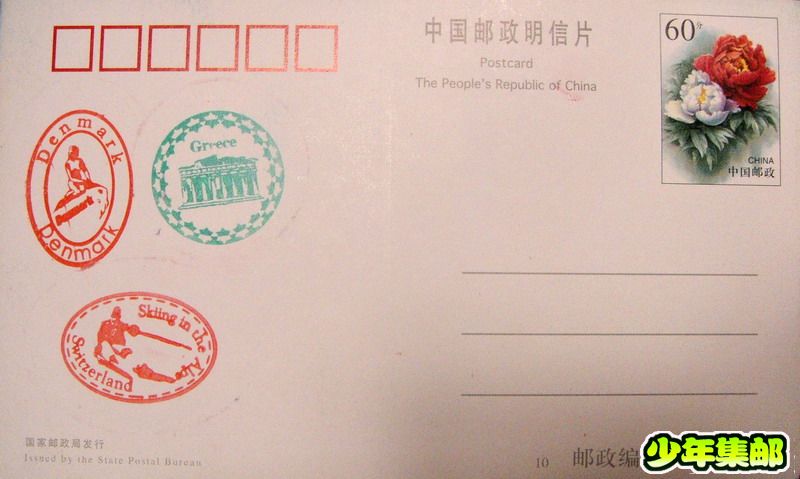 中国邮政明信片
Postcard
The People's Republic of China
60分
CHINA
中国邮政
Denmark
Denmark
Denmark
Greece
Skiing in the Alps
Switzerland
国家邮政局发行
Issued by the State Postal Bureau
10 邮政编
少年集邮